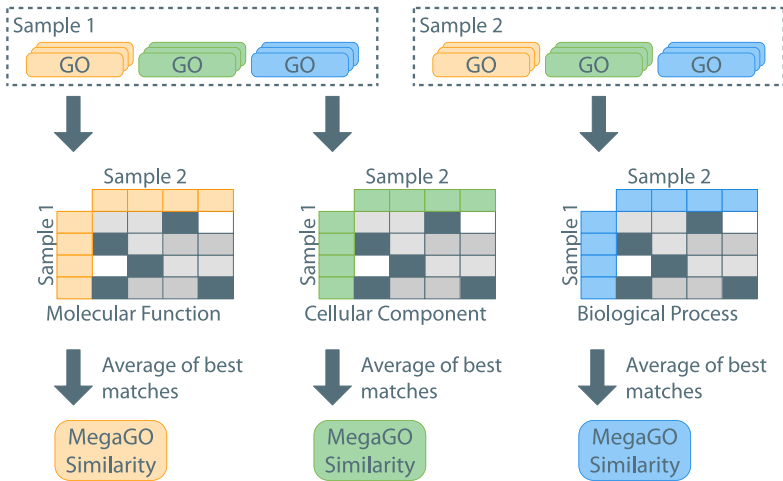 Sample 1
GO
GO
GO
Sample 2
GO
GO
GO
Sample 2
Sample 1
Molecular Function
Sample 2
Sample 1
Cellular Component
Sample 2
Sample 1
Biological Process
Average of best
matches
Average of best
matches
Average of best
matches
MegaGO
Similarity
MegaGO
Similarity
MegaGO
Similarity